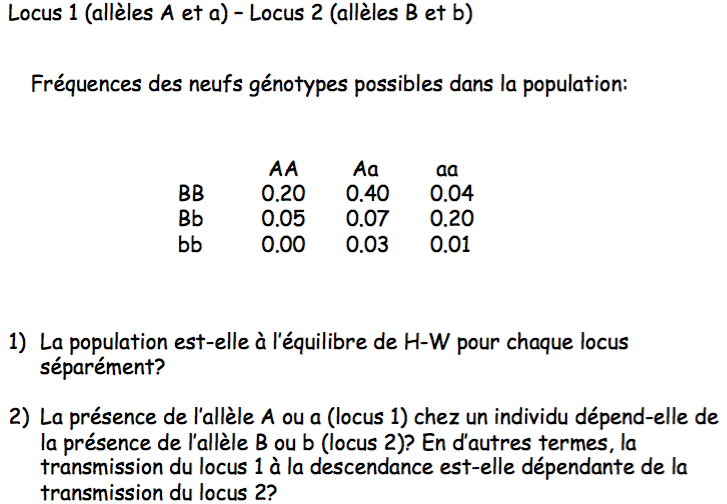 Locus 1 (allèles A et a) – Locus 2 (allèles B et b)
Fréquences des neufs génotypes possibles dans la population:
AA Aa aa
BB 0.20 0.40 0.04
Bb 0.05 0.07 0.20
bb 0.00 0.03 0.01
1) La population est-elle à l'équilibre de H-W pour chaque locus
séparément?
2) La présence de l'allèle A ou a (locus 1) chez un individu dépend-elle de
la présence de l'allèle B ou b (locus 2)? En d'autres termes, la
transmission du locus 1 à la descendance est-elle dépendante de la
transmission du locus 2?